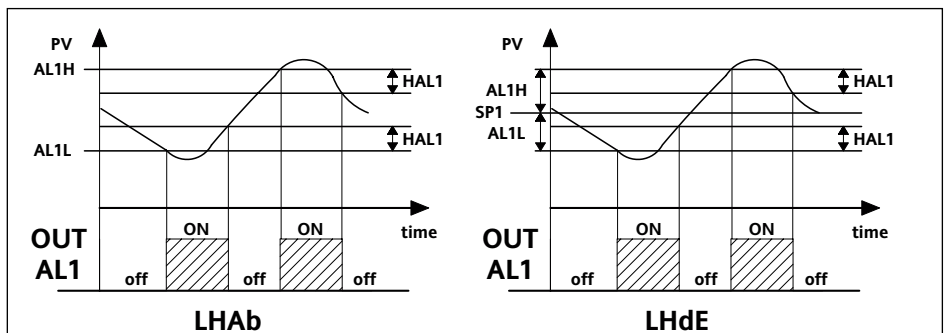 PV
AL1H
HAL1
HAL1
AL1L
time
OUT
AL1
ON
ON
off
off
off
LHAb
PV
AL1H
SP1
AL1L
HAL1
HAL1
time
OUT
AL1
ON
ON
off
off
off
LHdE